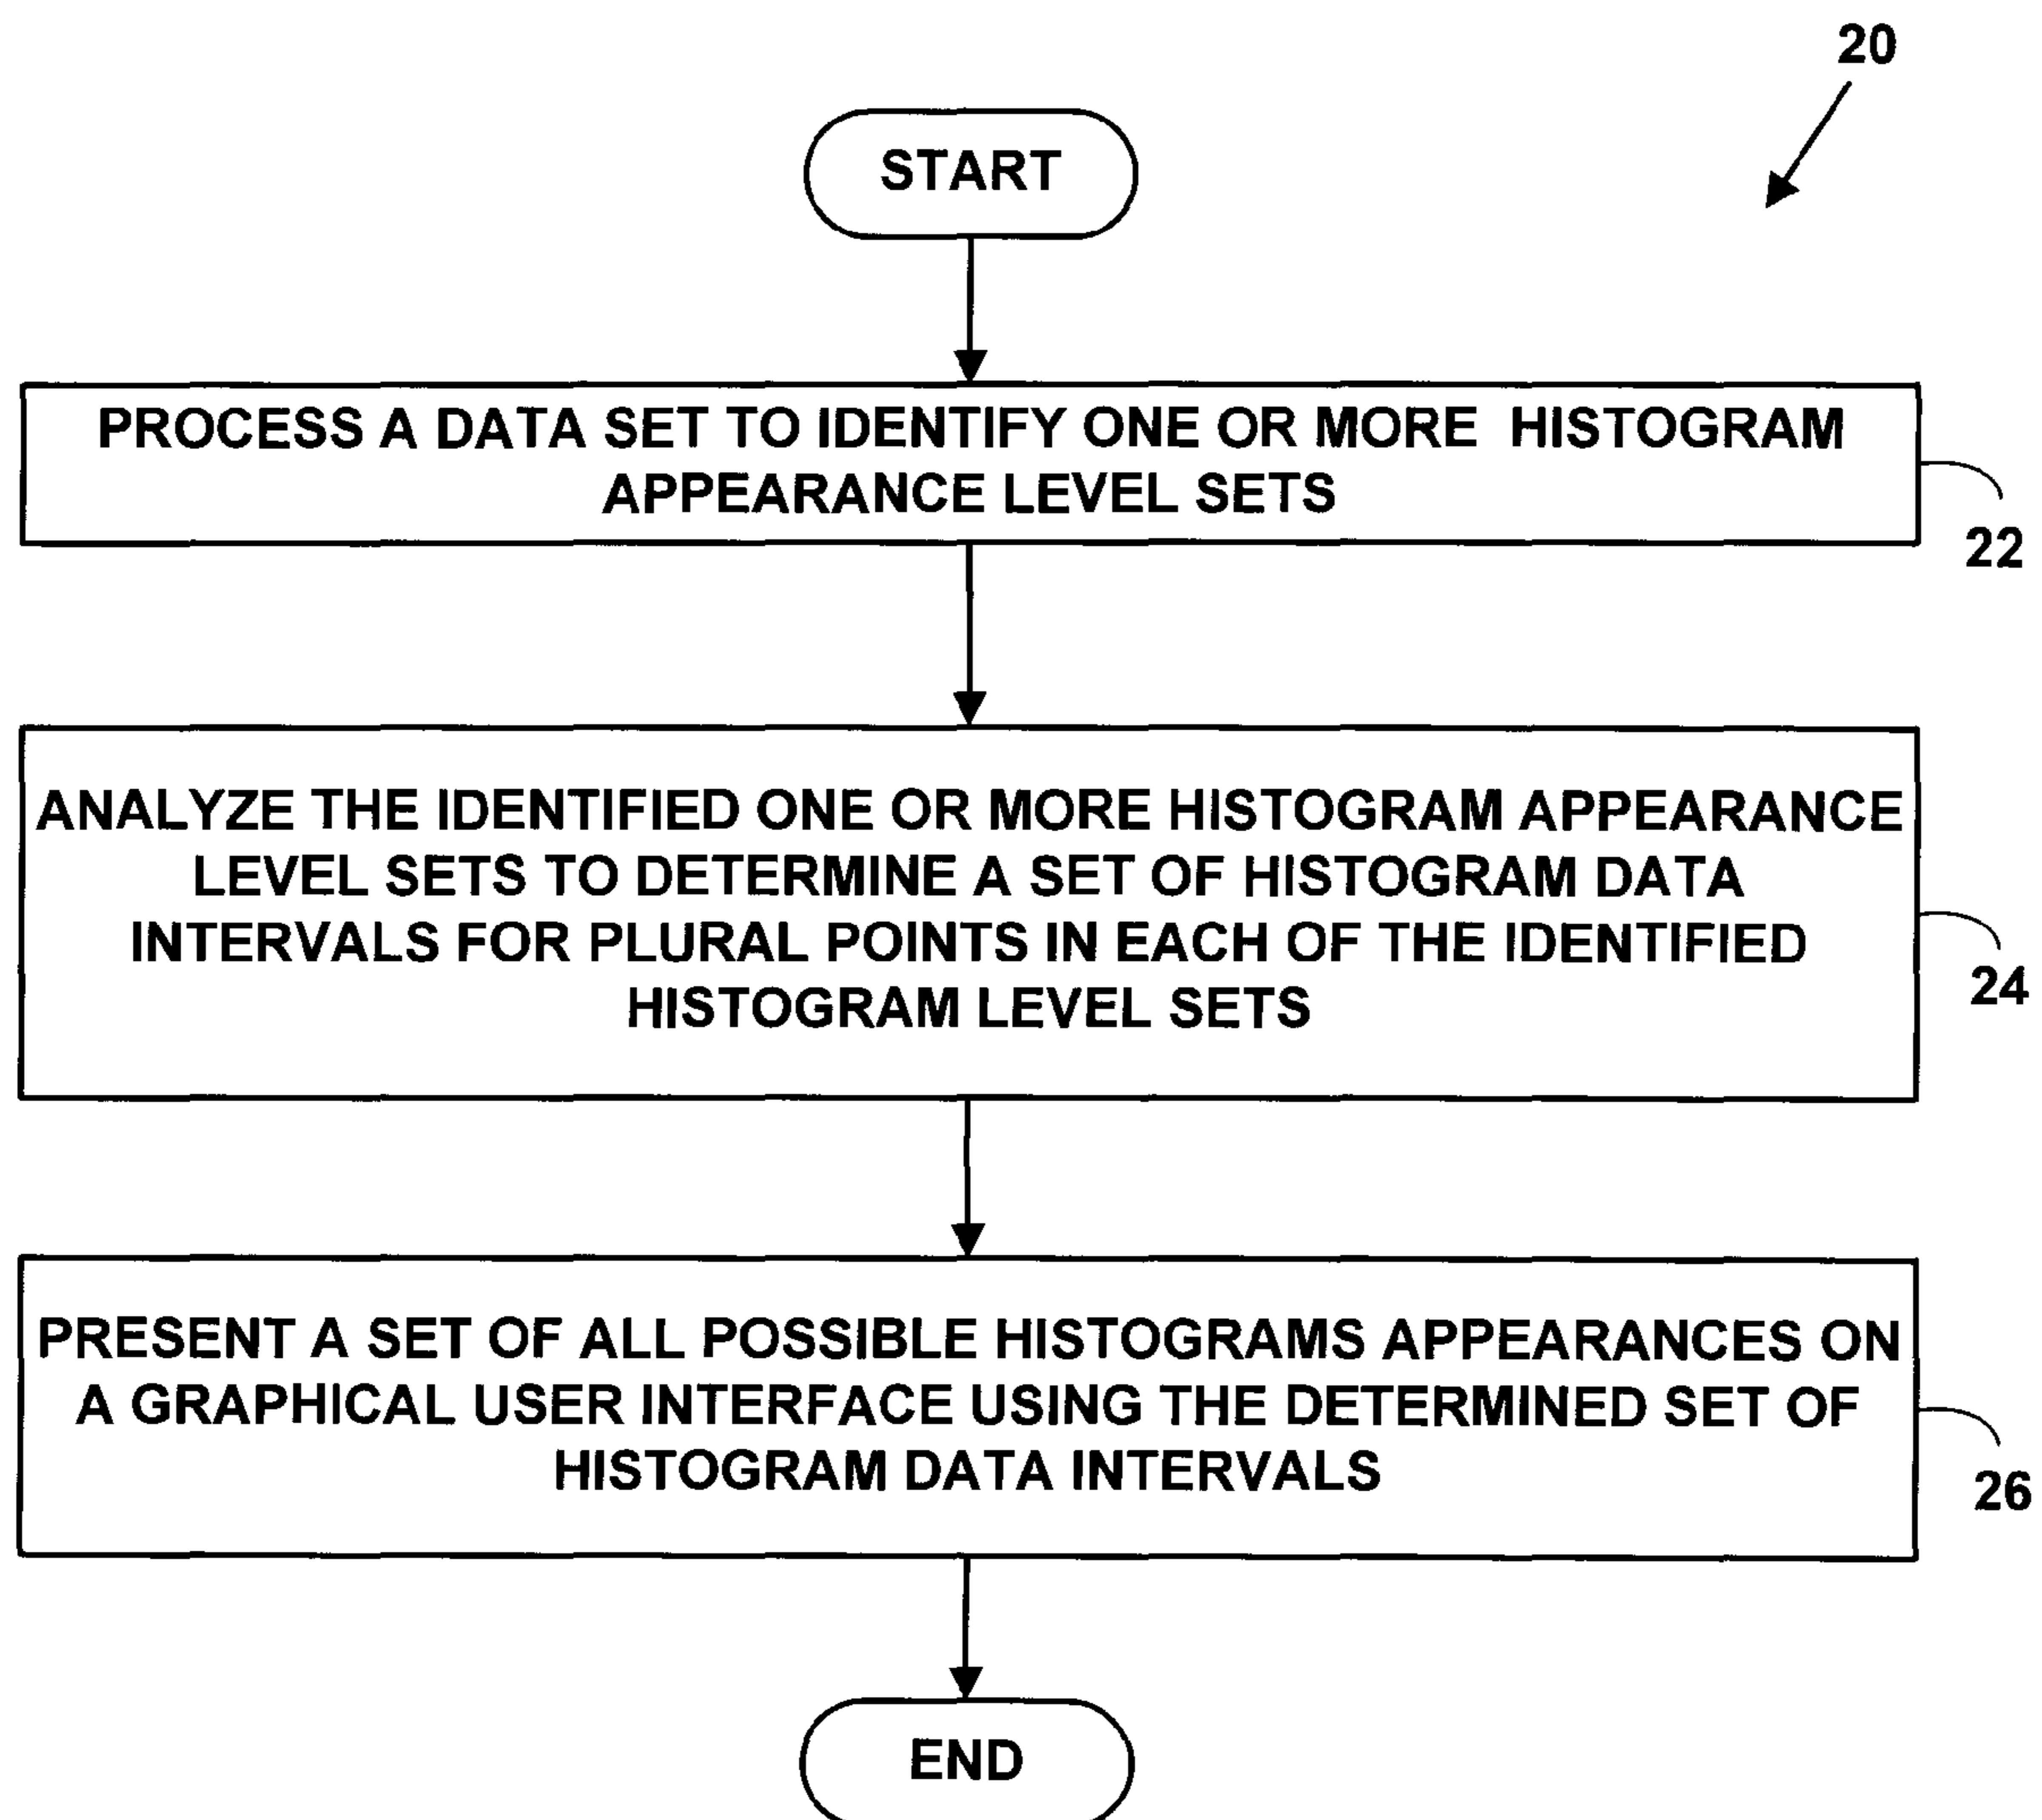 20
START
PROCESS A DATA SET TO IDENTIFY ONE OR MORE HISTOGRAM
APPEARANCE LEVEL SETS
22
ANALYZE THE IDENTIFIED ONE OR MORE HISTOGRAM APPEARANCE
LEVEL SETS TO DETERMINE A SET OF HISTOGRAM DATA
INTERVALS FOR PLURAL POINTS IN EACH OF THE IDENTIFIED
HISTOGRAM LEVEL SETS
24
PRESENT A SET OF ALL POSSIBLE HISTOGRAMS APPEARANCES ON
A GRAPHICAL USER INTERFACE USING THE DETERMINED SET OF
HISTOGRAM DATA INTERVALS
26
END